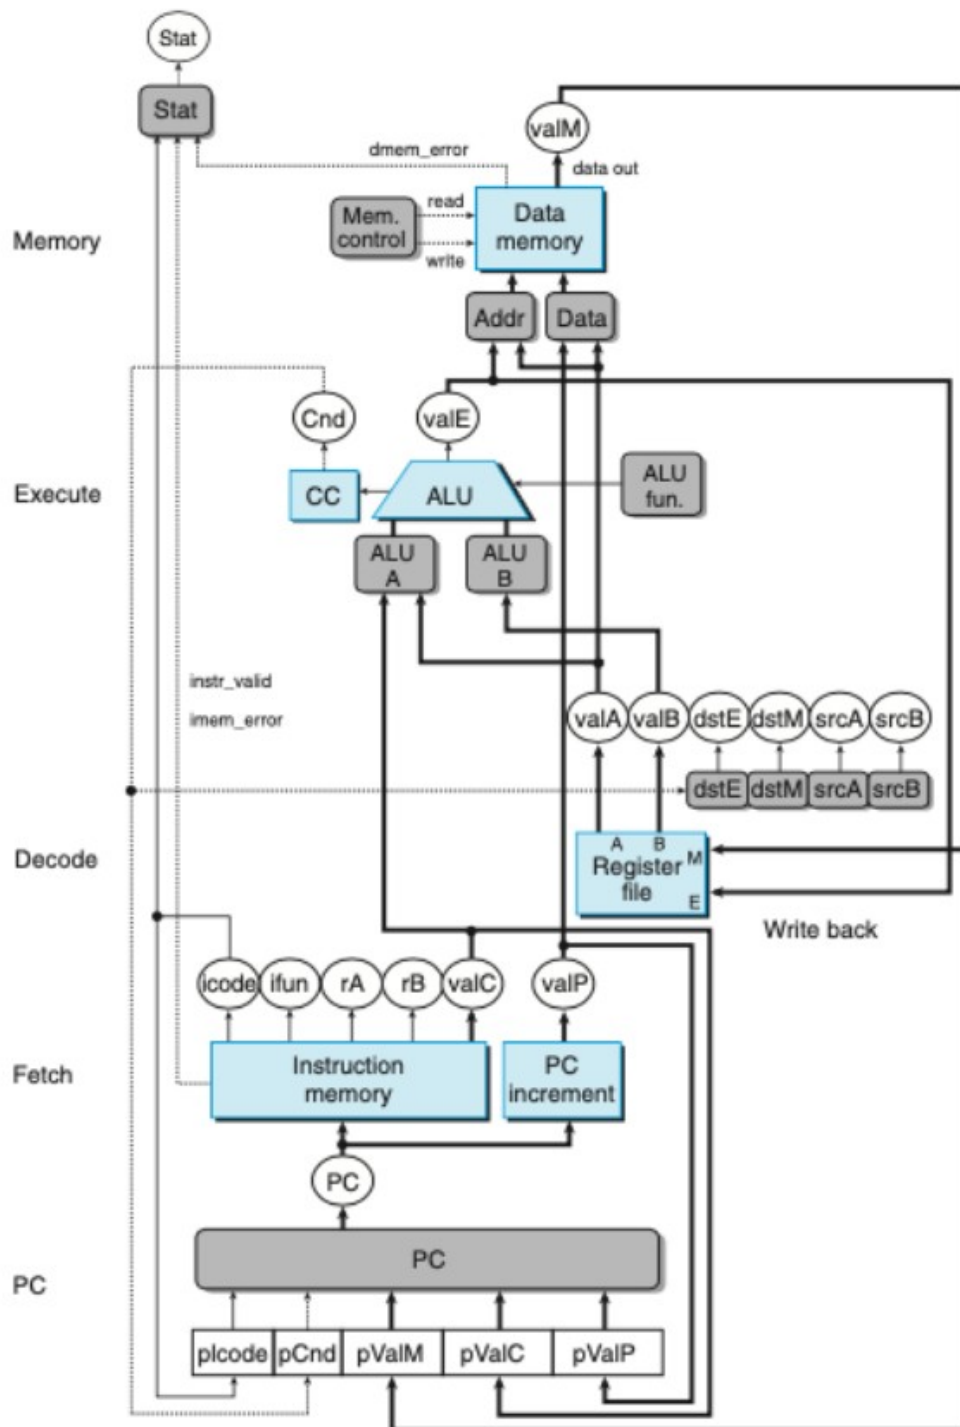 Stat
Stat
valM
dmem_error
data out
read
Mem.
control
Data
memory
Memory
write
Addr
Data
Cnd
valE
ALU
fun.
Execute
CC
ALU
ALU
A
ALU
B
instr_valid
imem_error
valA
valB
dstE
dstM
srcA
srcB
dstE
dstM
srcA
srcB
A
B
M
Register
file
E
Decode
Write back
icode
ifun
rA
rB
valC
valP
Fetch
Instruction
memory
PC
increment
PC
PC
PC
pIcode
pCnd
pValM
pValC
pValP